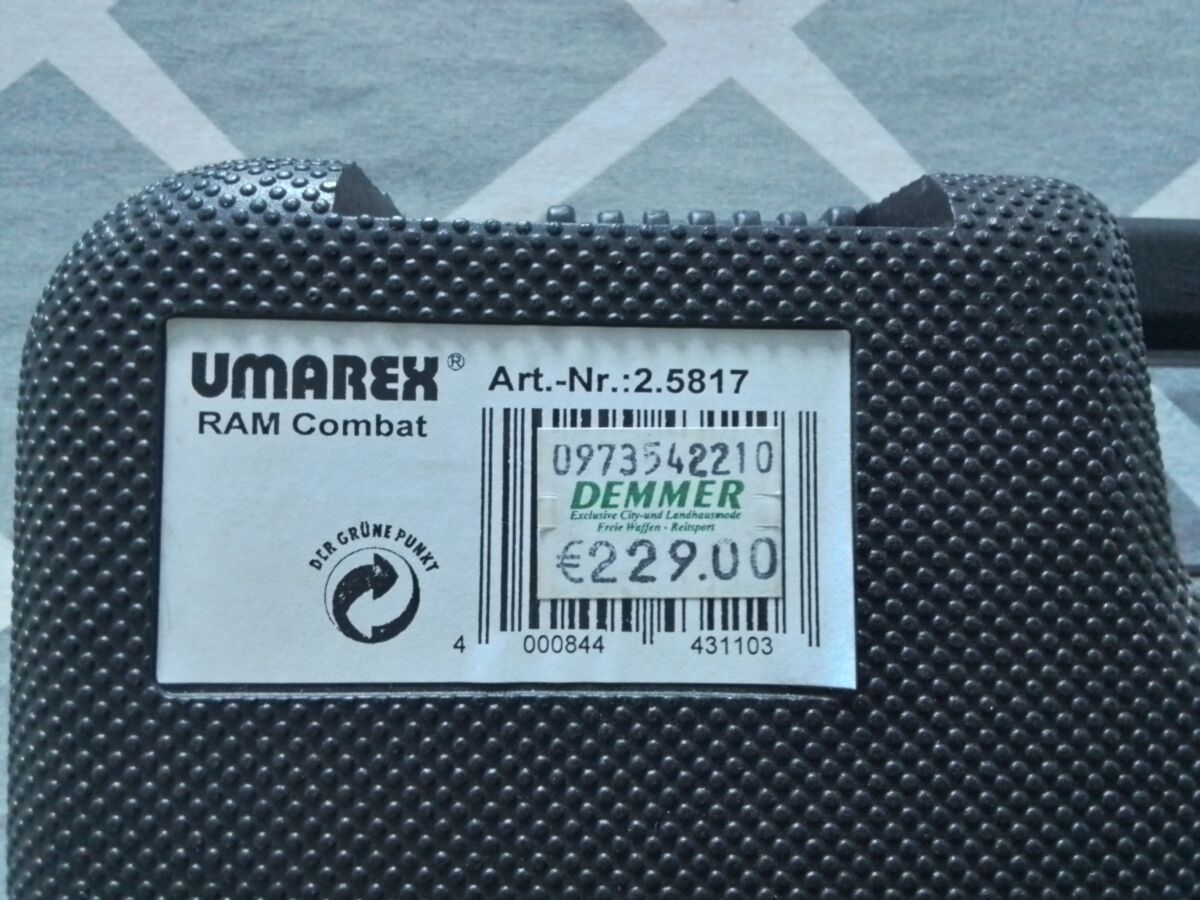 UMAREX®
RAM Combat
Art.-Nr.:2.5817
0973542210
DEMMER
Exclusive City-und Landhausmode
Freie Waffen - Reitsport
€229.00
DER GRÜNE PUNKT
4 000844 431103